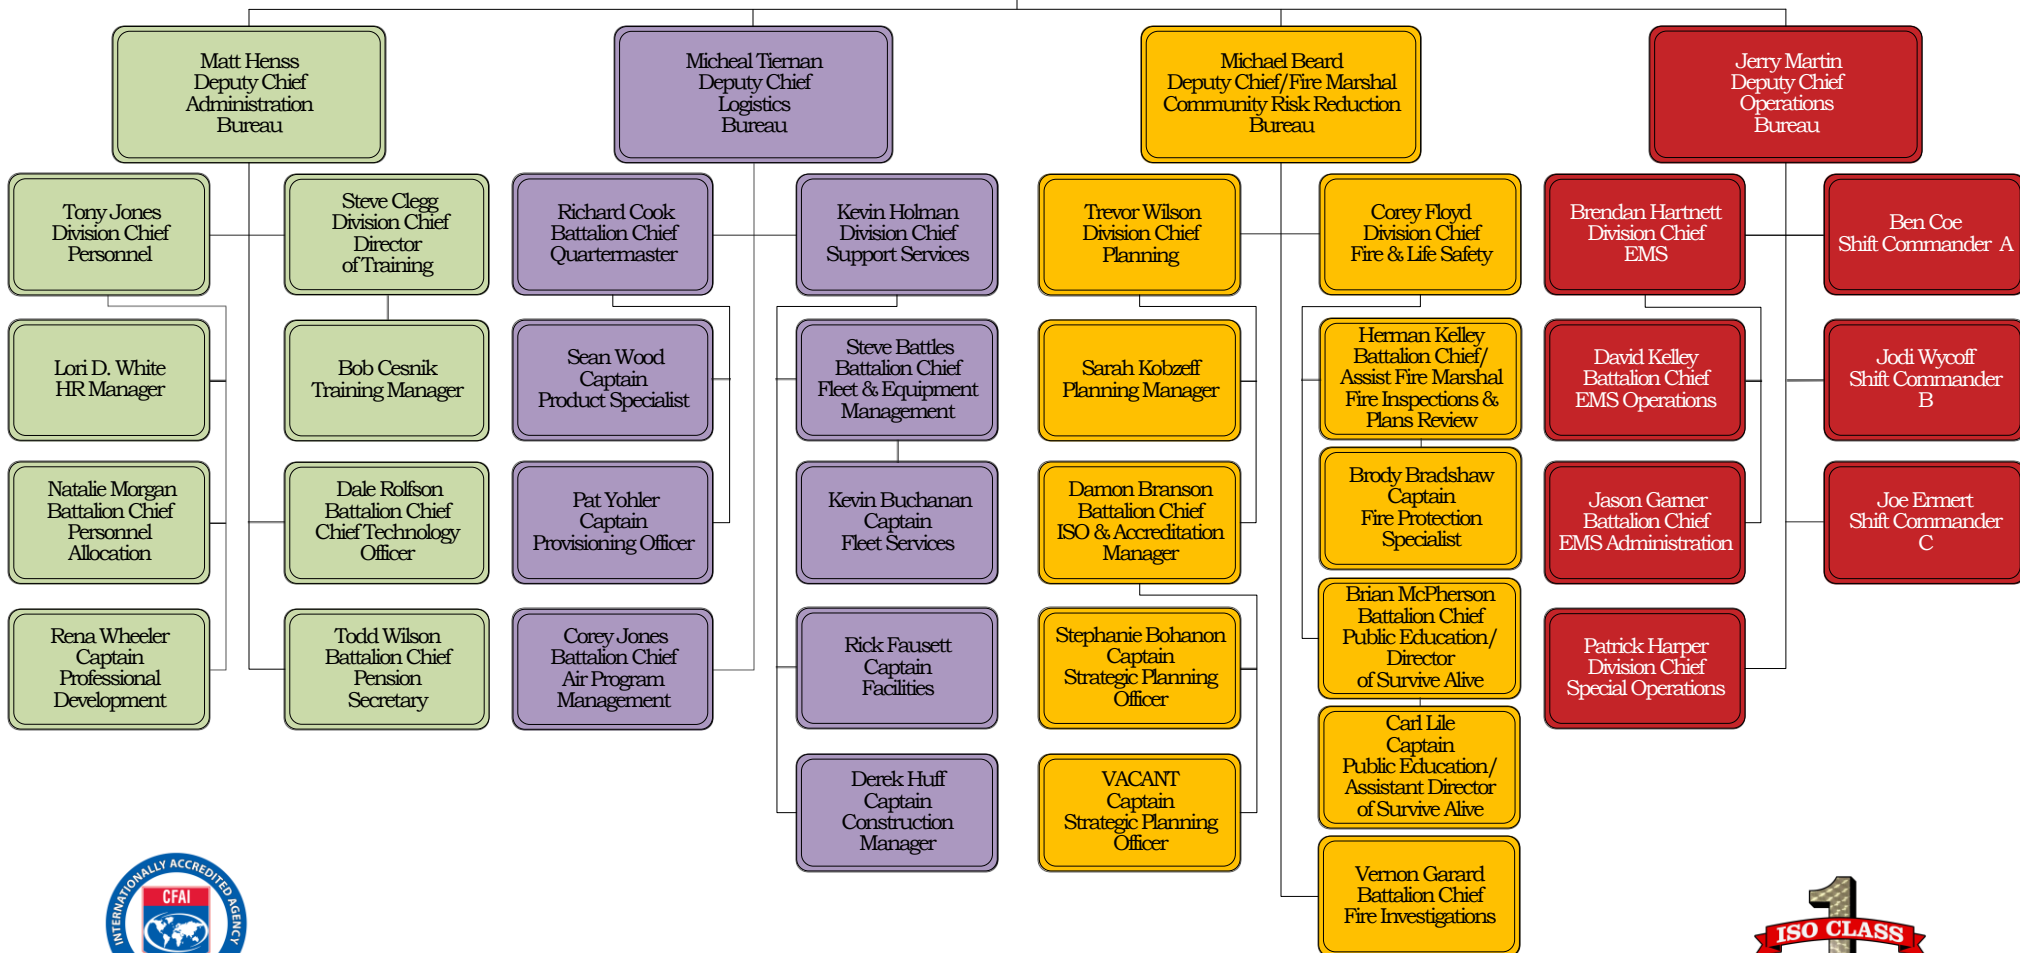 Matt Henss
Deputy Chief
Administration
Bureau
Micheal Tiernan
Deputy Chief
Logistics
Bureau
Michael Beard
Deputy Chief/Fire Marshal
Community Risk Reduction
Bureau
Jerry Martin
Deputy Chief
Operations
Bureau
Tony Jones
Division Chief
Personnel
Steve Clegg
Division Chief
Director
of Training
Richard Cook
Battalion Chief
Quartermaster
Kevin Holman
Division Chief
Support Services
Trevor Wilson
Division Chief
Planning
Corey Floyd
Division Chief
Fire & Life Safety
Brendan Hartnett
Division Chief
EMS
Ben Coe
Shift Commander A
Lori D. White
HR Manager
Bob Cesnik
Training Manager
Sean Wood
Captain
Product Specialist
Steve Battles
Battalion Chief
Fleet & Equipment
Management
Sarah Kobzeff
Planning Manager
Herman Kelley
Battalion Chief/
Assist Fire Marshal
Fire Inspections &
Plans Review
David Kelley
Battalion Chief
EMS Operations
Jodi Wycoff
Shift Commander
B
Natalie Morgan
Battalion Chief
Personnel
Allocation
Dale Rolfson
Battalion Chief
Chief Technology
Officer
Pat Yohler
Captain
Provisioning Officer
Kevin Buchanan
Captain
Fleet Services
Damon Branson
Battalion Chief
ISO & Accreditation
Manager
Brody Bradshaw
Captain
Fire Protection
Specialist
Jason Garner
Battalion Chief
EMS Administration
Joe Ermert
Shift Commander
C
Rena Wheeler
Captain
Professional
Development
Todd Wilson
Battalion Chief
Pension
Secretary
Corey Jones
Battalion Chief
Air Program
Management
Rick Fausett
Captain
Facilities
Stephanie Bohanon
Captain
Strategic Planning
Officer
Brian McPherson
Battalion Chief
Public Education/
Director
of Survive Alive
Patrick Harper
Division Chief
Special Operations
Carl Lile
Captain
Public Education/
Assistant Director
of Survive Alive
Derek Huff
Captain
Construction
Manager
VACANT
Captain
Strategic Planning
Officer
Vernon Garard
Battalion Chief
Fire Investigations
INTERNATIONALLY ACCREDITED AGENCY
CFAI
1
ISO CLASS